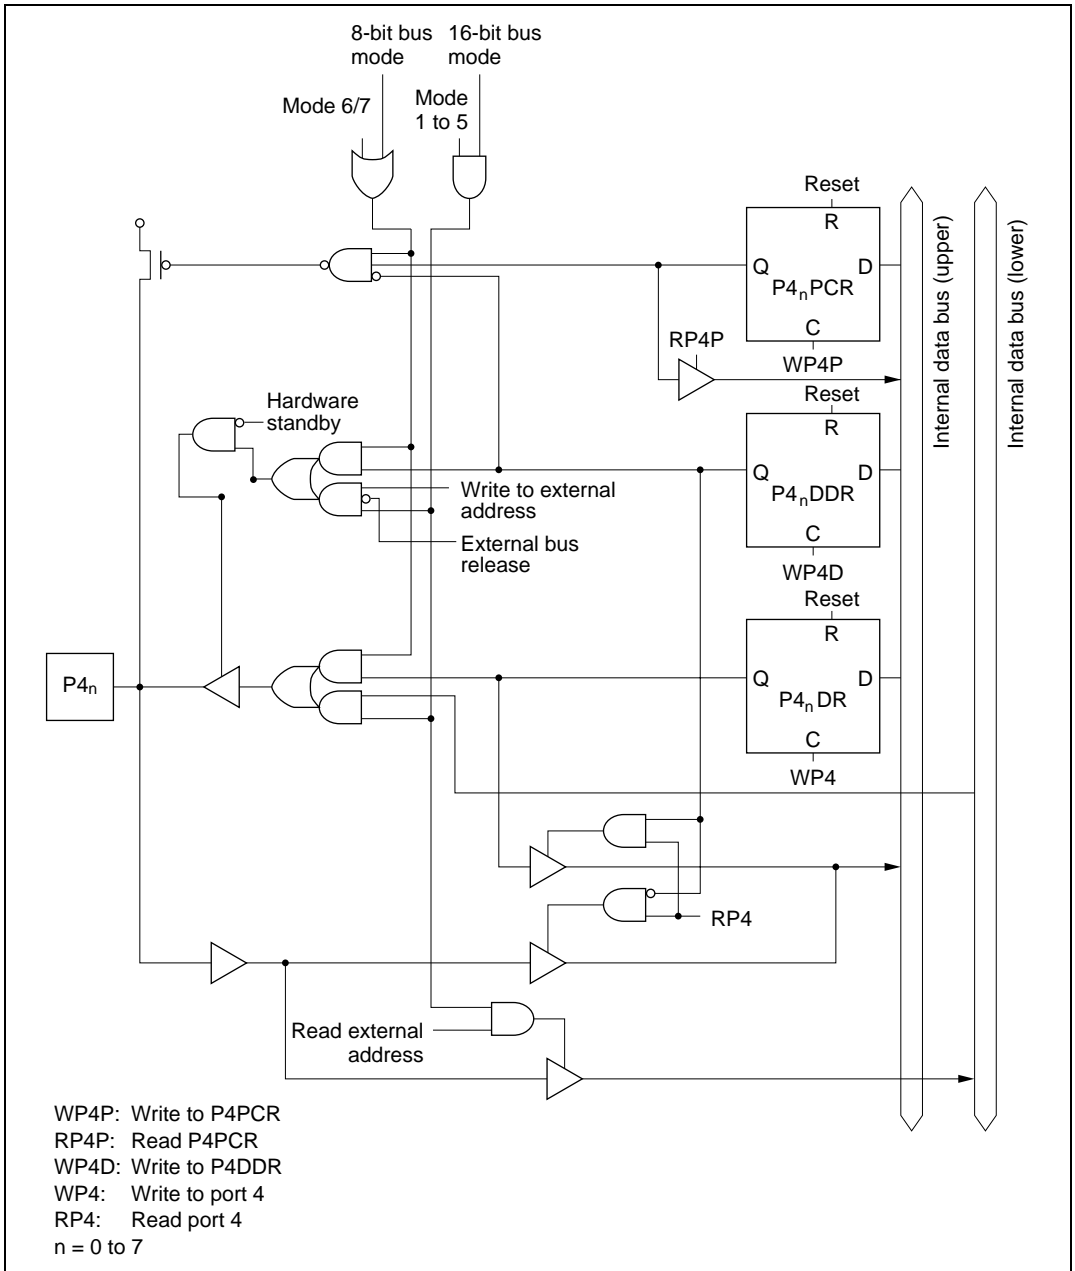 8-bit bus
mode
16-bit bus
mode
Mode 6/7
Mode
1 to 5
Reset
R
Q
D
P4nPCR
C
WP4P
RP4P
Internal data bus (upper)
Internal data bus (lower)
Hardware
standby
Reset
R
Q
D
P4nDDR
C
WP4D
Write to external
address
External bus
release
Reset
R
Q
D
P4nDR
C
WP4
P4n
RP4
Read external
address
WP4P: Write to P4PCR
RP4P: Read P4PCR
WP4D: Write to P4DDR
WP4: Write to port 4
RP4: Read port 4
n = 0 to 7